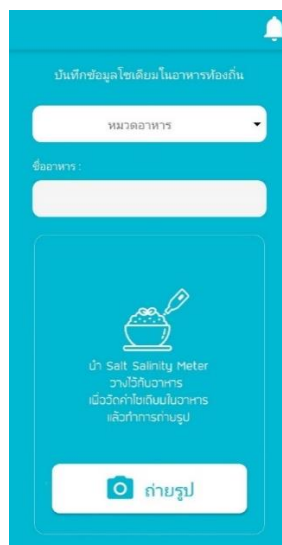 บันทึกข้อมูลโซเดียมในอาหารท้องถิ่น
หมวดอาหาร
ชื่ออาหาร :
นำ Salt Salinity Meter
วางไว้กับอาหาร
เพื่อวัดค่าโซเดียมในอาหาร
แล้วทำการถ่ายรูป
ถ่ายรูป